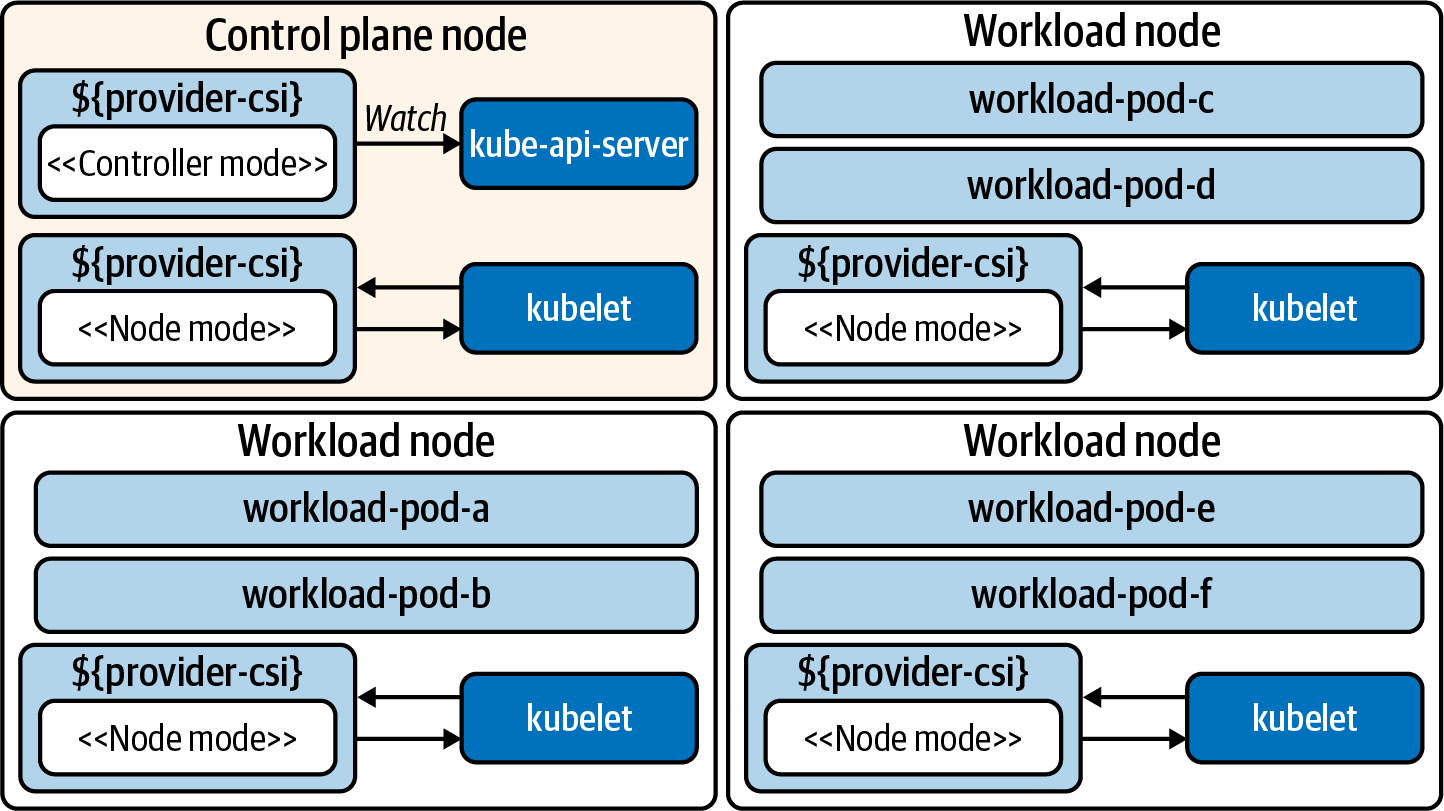 Control plane node
${provider-csi}
<<Controller mode>>
Watch
kube-api-server
${provider-csi}
<<Node mode>>
kubelet
Workload node
workload-pod-c
workload-pod-d
${provider-csi}
<<Node mode>>
kubelet
Workload node
workload-pod-a
workload-pod-b
${provider-csi}
<<Node mode>>
kubelet
Workload node
workload-pod-e
workload-pod-f
${provider-csi}
<<Node mode>>
kubelet